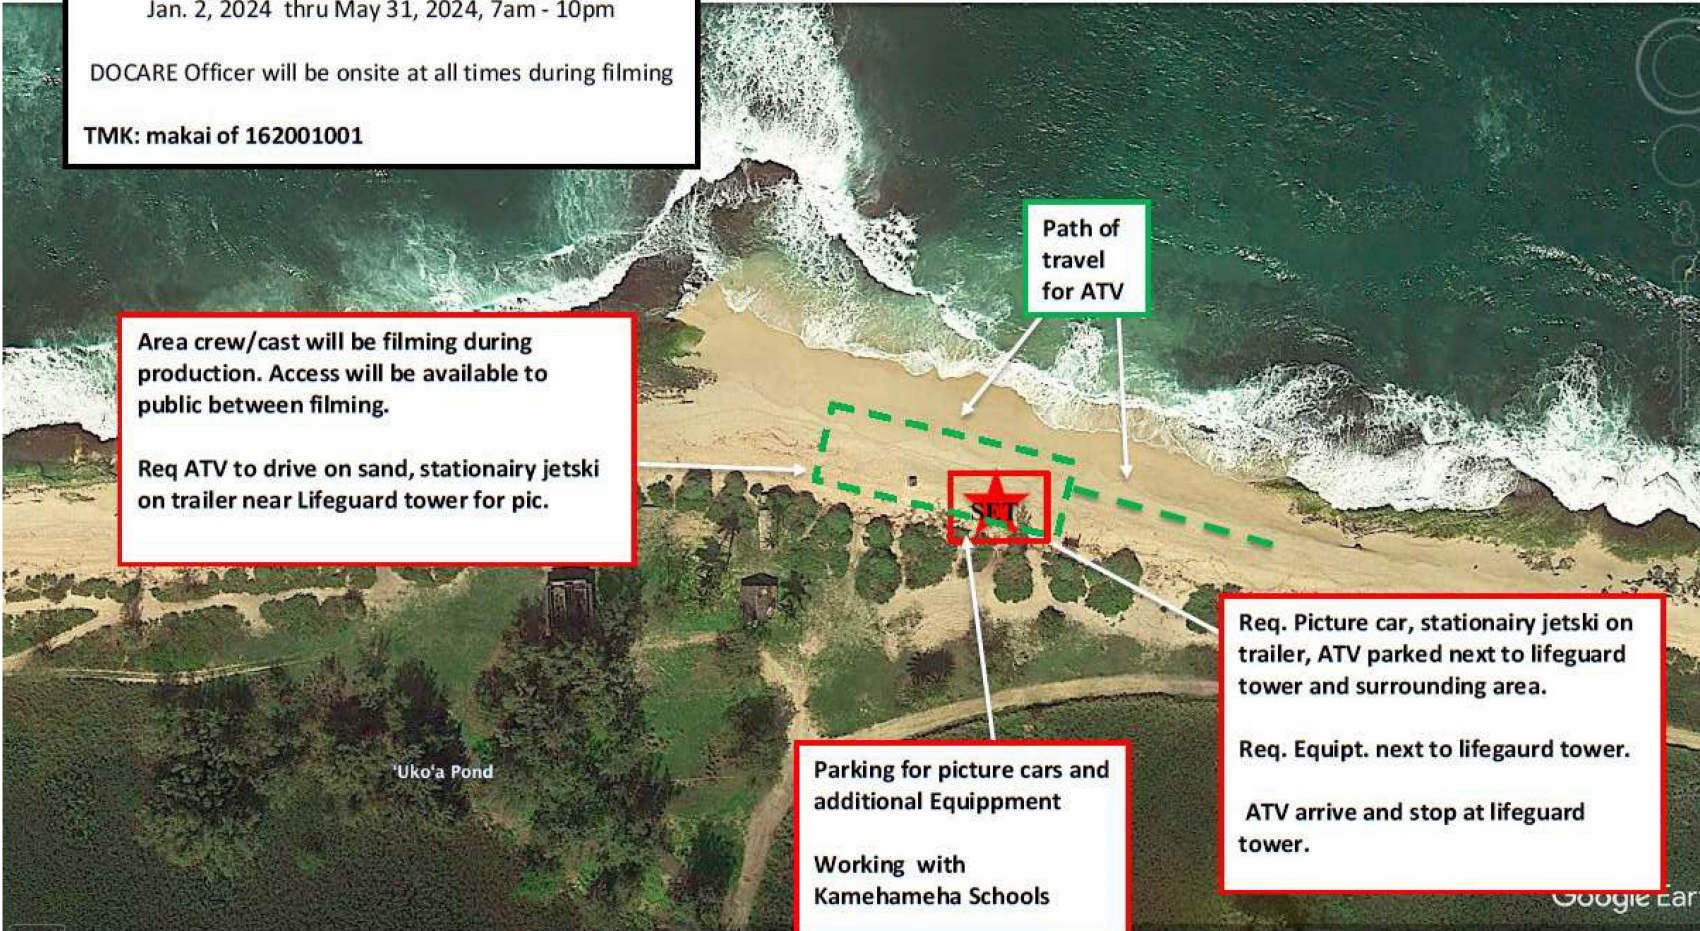 Jan. 2, 2024 thru May 31, 2024, 7am - 10pm
DOCARE Officer will be onsite at all times during filming
TMK: makai of 162001001
Path of
travel
for ATV
Area crew/cast will be filming during
production. Access will be available to
public between filming.
Req ATV to drive on sand, stationairy jetski
on trailer near Lifeguard tower for pic.
SET
Req. Picture car, stationairy jetski on
trailer, ATV parked next to lifeguard
tower and surrounding area.
Req. Equipt. next to lifegaurd tower.
ATV arrive and stop at lifeguard
tower.
'Uko'a Pond
Parking for picture cars and
additional Equippment
Working with
Kamehameha Schools
Google Ear